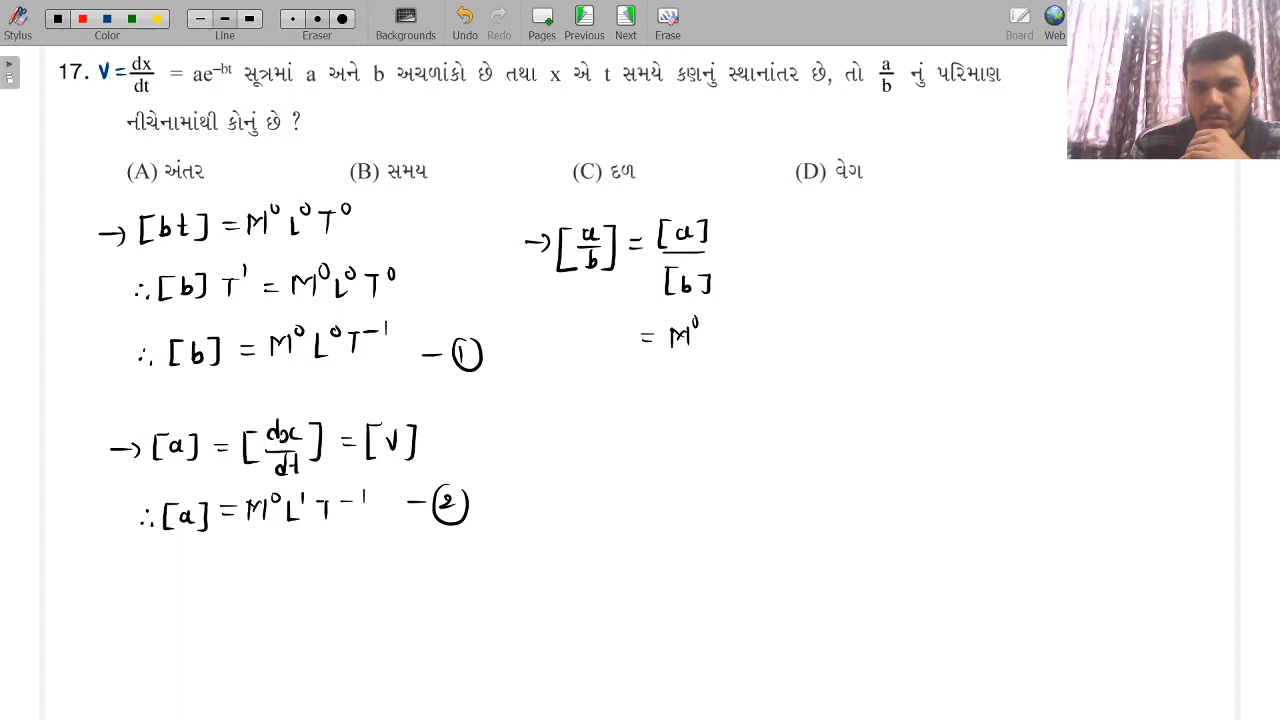 Stylus Color Line Eraser Backgrounds Undo Redo Pages Previous Next Erase Board Web
17. V = dx/dt = ae^–bt સૂત્રમાં a અને b અચળાંકો છે તથા x એ t સમયે કણનું સ્થાનાંતર છે, તો a/b નું પરિમાણ
નીચેનામાંથી કોનું છે ?
(A) અંતર (B) સમય (C) દળ (D) વેગ
→ [bt] = M⁰L⁰T⁰
∴ [b] T¹ = M⁰L⁰T⁰
∴ [b] = M⁰L⁰T⁻¹ – ①
→ [a] = [dx/dt] = [V]
∴ [a] = M⁰L¹T⁻¹ – ②
→ [a/b] = [a]/[b]
= M⁰